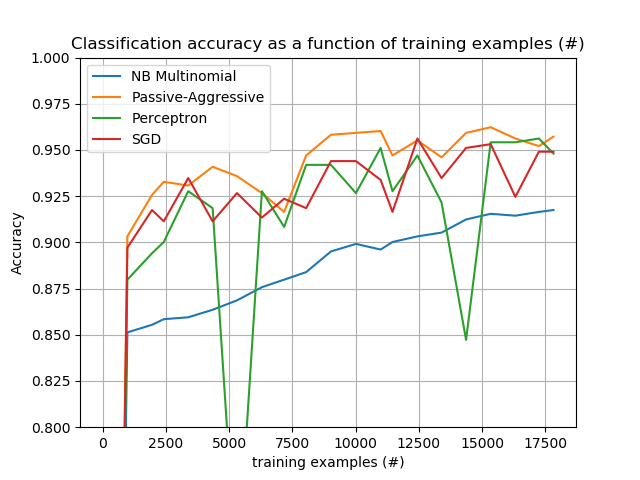 Classification accuracy as a function of training examples (#)
1.000
0.975
0.950
0.925
0.900
0.875
0.850
0.825
0.800
Accuracy
NB Multinomial
Passive-Aggressive
Perceptron
SGD
0 2500 5000 7500 10000 12500 15000 17500
training examples (#)